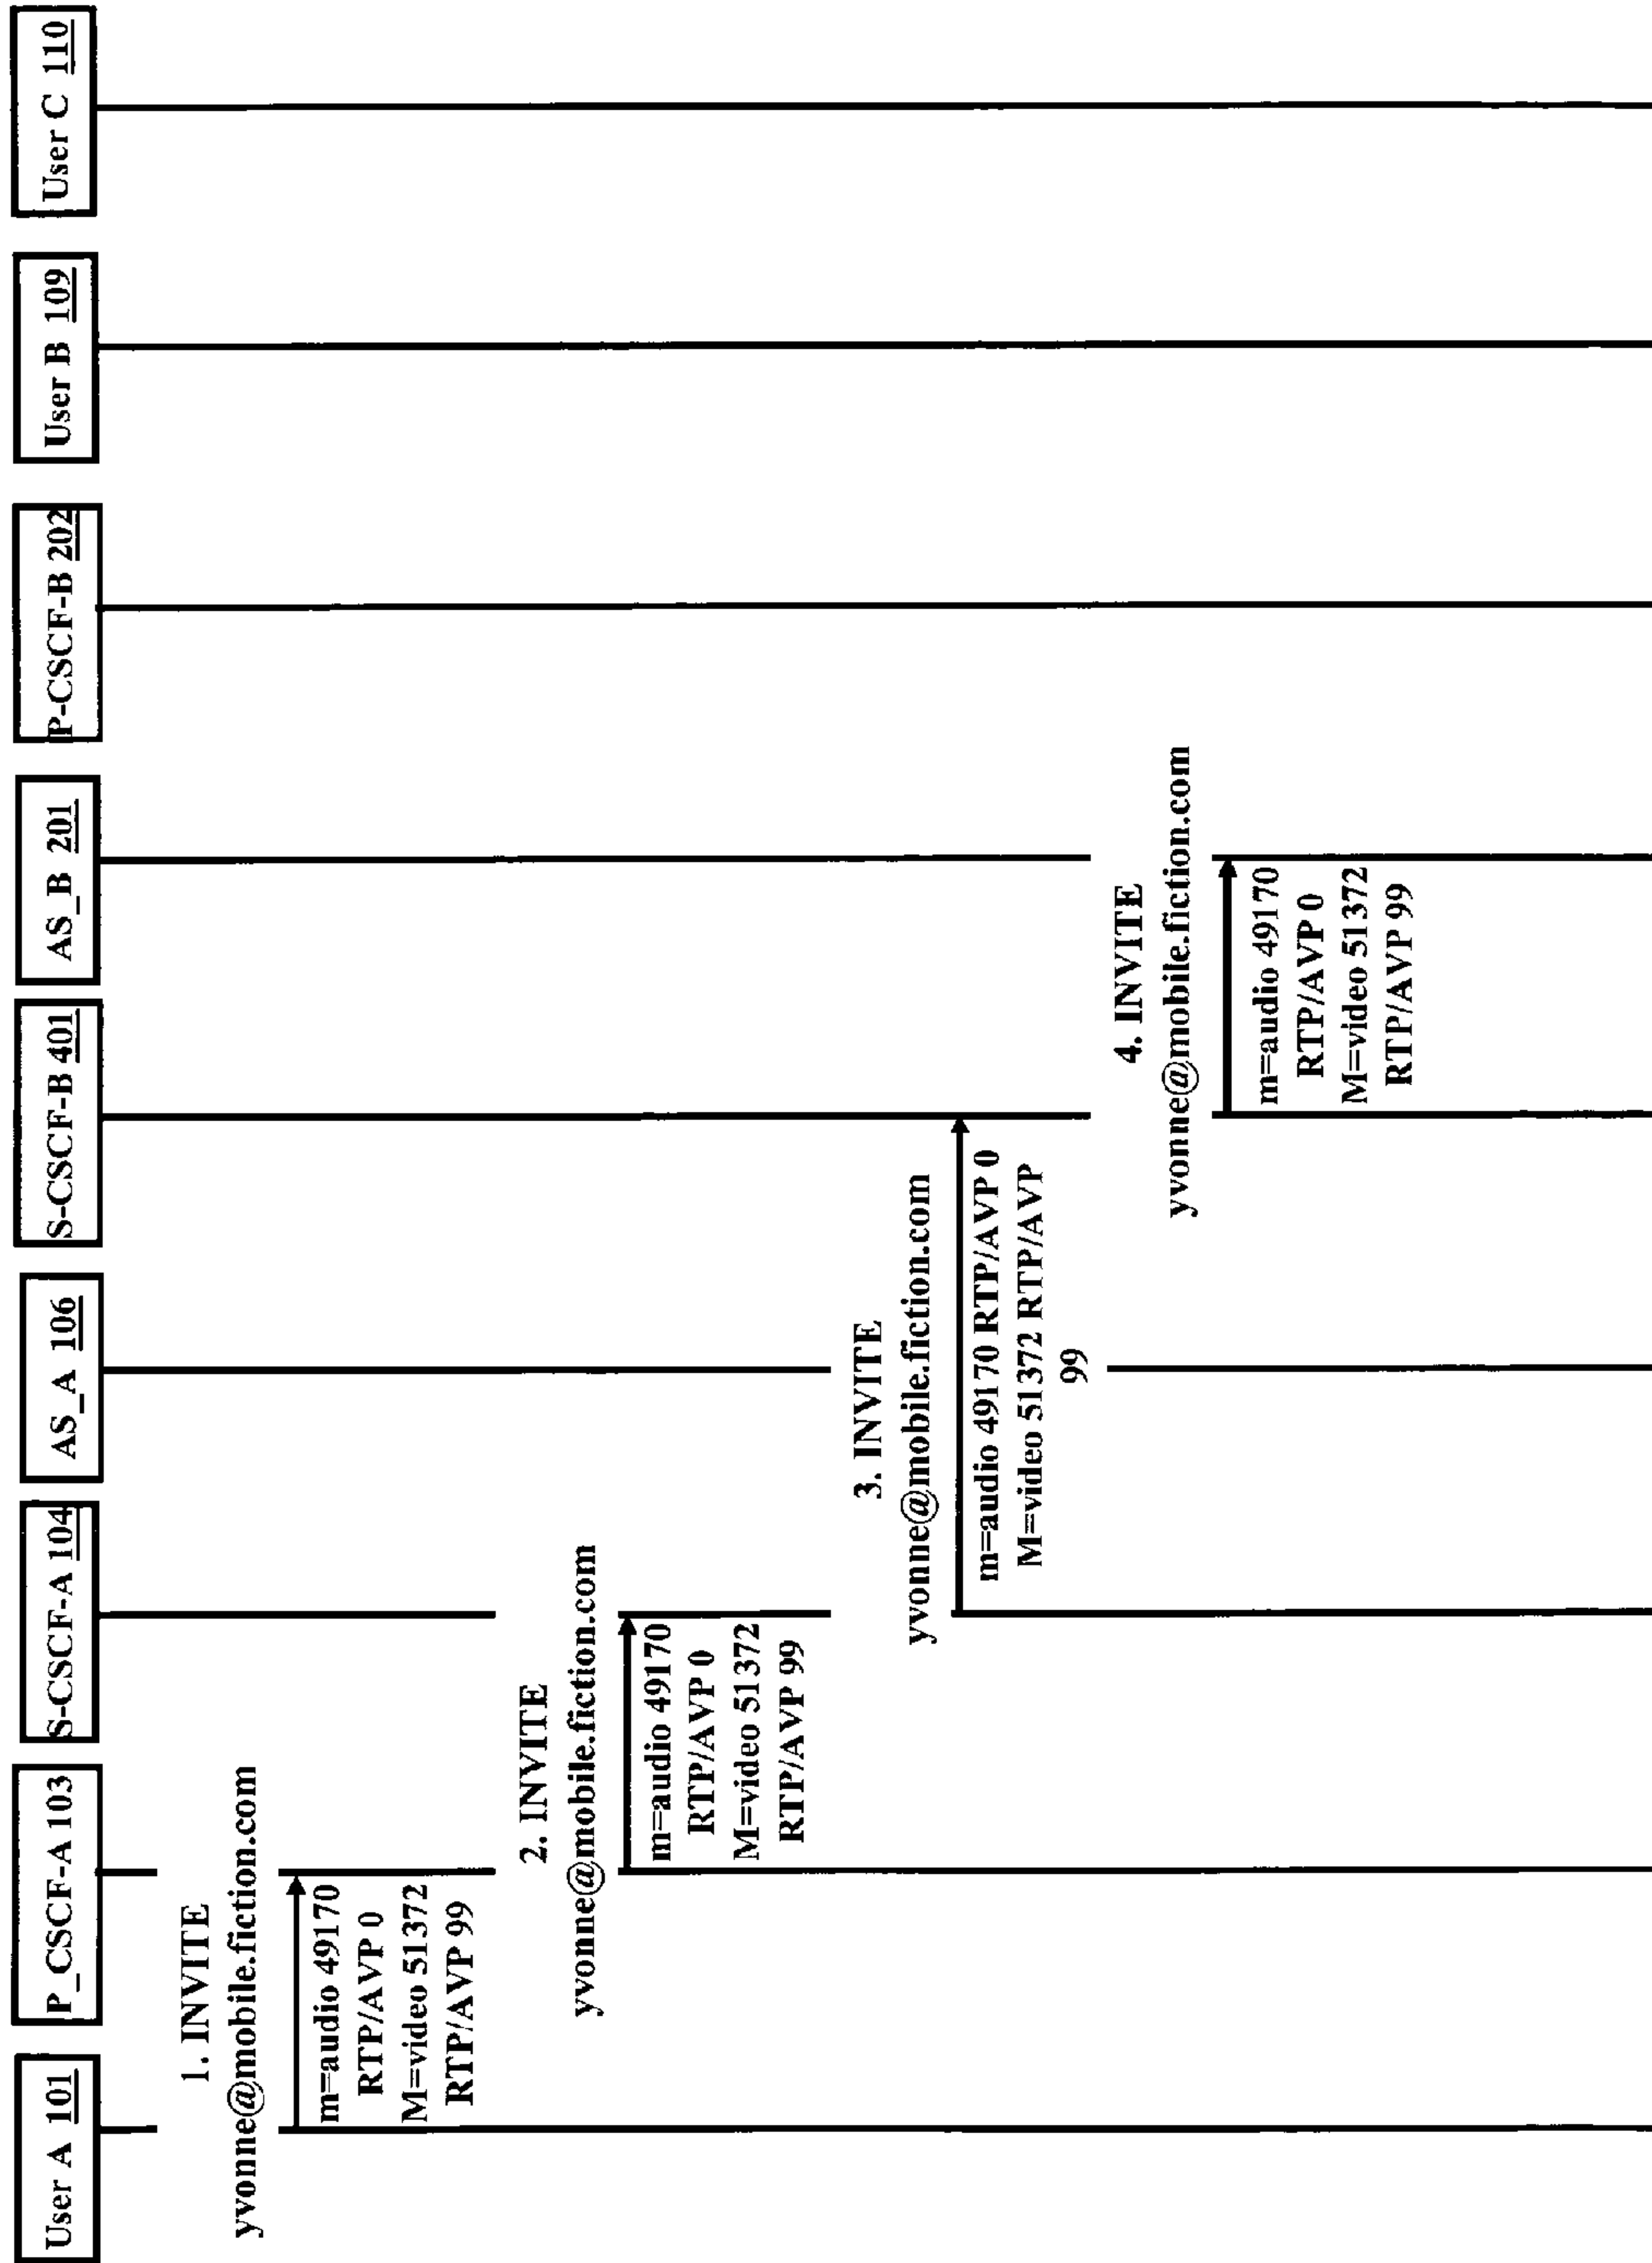 User A 101
P_CSCF-A 103
S-CSCF-A 104
AS_A 106
S-CSCF-B 401
AS_B 201
P-CSCF-B 202
User B 109
User C 110
1. INVITE
yvonne@mobile.fiction.com
m=audio 49170
RTP/AVP 0
M=video 51372
RTP/AVP 99
2. INVITE
yvonne@mobile.fiction.com
m=audio 49170
RTP/AVP 0
M=video 51372
RTP/AVP 99
3. INVITE
yvonne@mobile.fiction.com
m=audio 49170 RTP/AVP 0
M=video 51372 RTP/AVP
99
4. INVITE
yvonne@mobile.fiction.com
m=audio 49170
RTP/AVP 0
M=video 51372
RTP/AVP 99